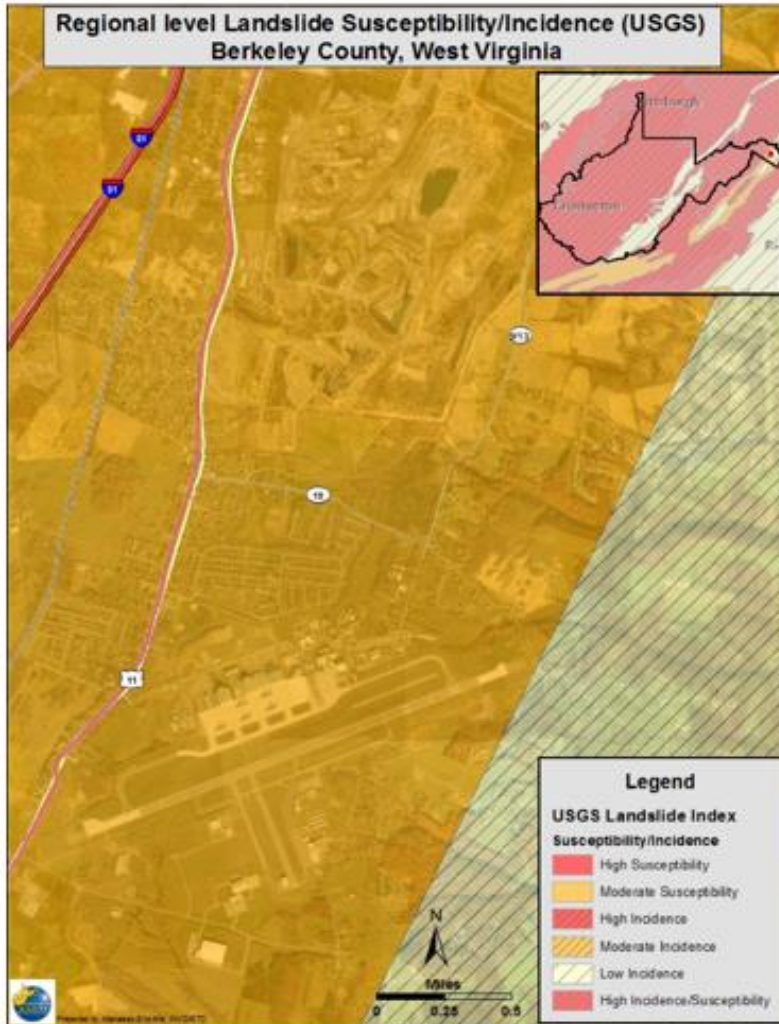 Regional level Landslide Susceptibility/Incidence (USGS)
Berkeley County, West Virginia
81
81
11
N
Miles
0 0.25 0.5
Legend
USGS Landslide Index
Susceptibility/Incidence
High Susceptibility
Moderate Susceptibility
High Incidence
Moderate Incidence
Low Incidence
High Incidence/Susceptibility